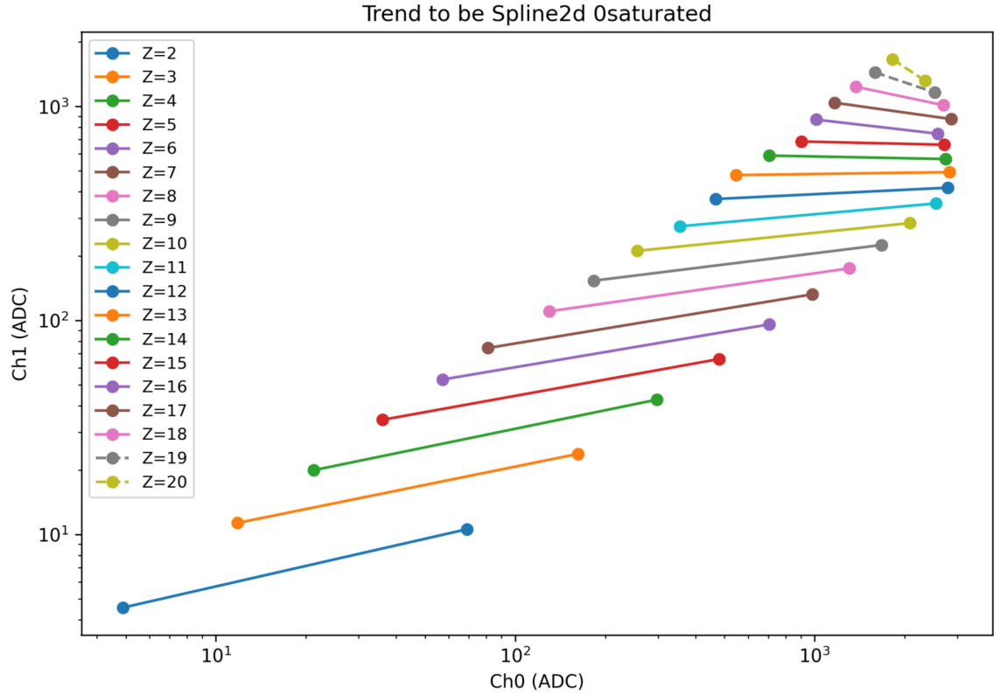 Trend to be Spline2d 0saturated
Z=2
Z=3
Z=4
Z=5
Z=6
Z=7
Z=8
Z=9
Z=10
Z=11
Z=12
Z=13
Z=14
Z=15
Z=16
Z=17
Z=18
Z=19
Z=20
Ch1 (ADC)
10³
10²
10¹
10¹
10²
10³
Ch0 (ADC)